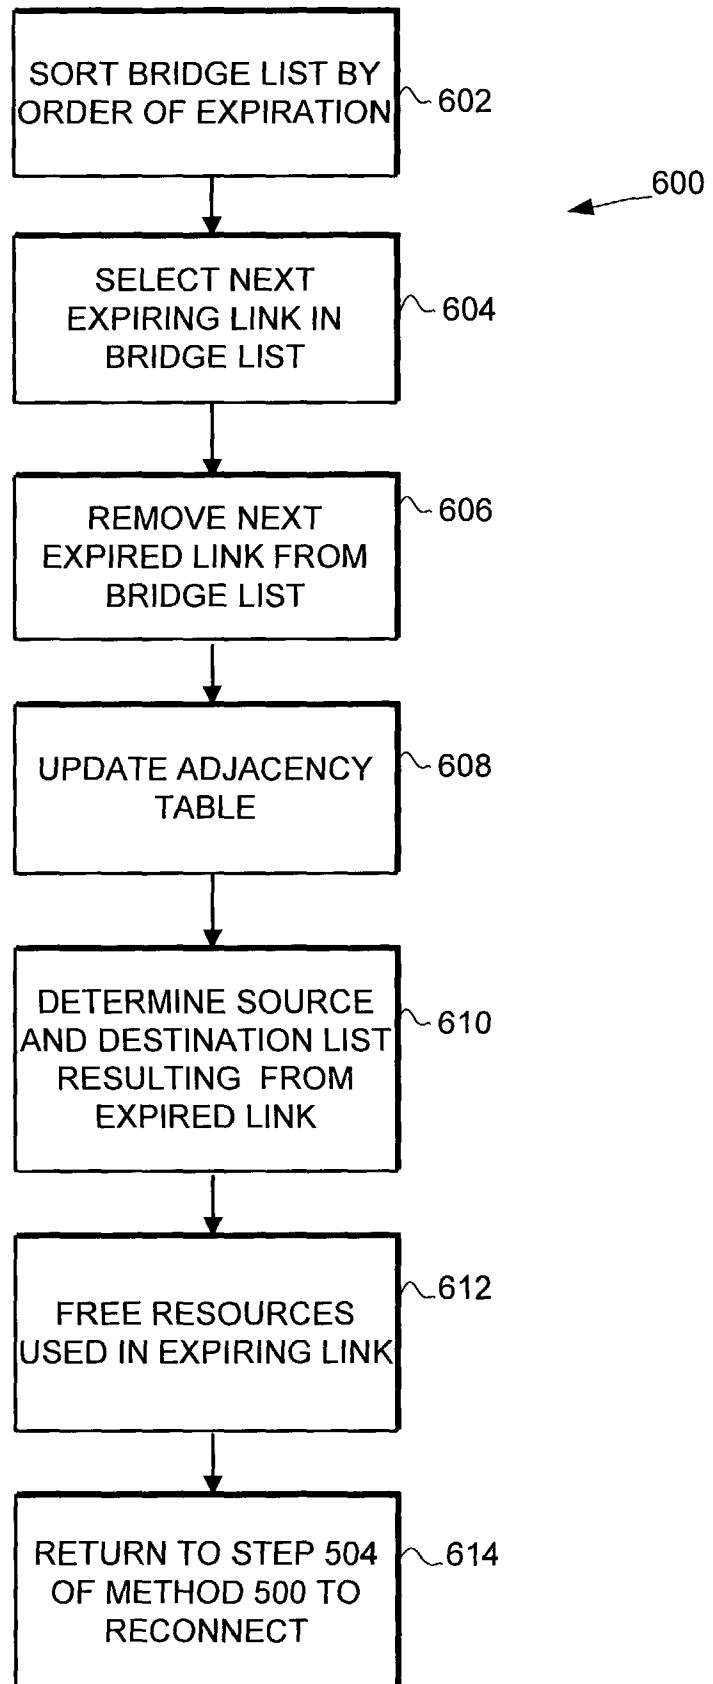 SORT BRIDGE LIST BY
ORDER OF EXPIRATION
602
600
SELECT NEXT
EXPIRING LINK IN
BRIDGE LIST
604
REMOVE NEXT
EXPIRED LINK FROM
BRIDGE LIST
606
UPDATE ADJACENCY
TABLE
608
DETERMINE SOURCE
AND DESTINATION LIST
RESULTING FROM
EXPIRED LINK
610
FREE RESOURCES
USED IN EXPIRING LINK
612
RETURN TO STEP 504
OF METHOD 500 TO
RECONNECT
614